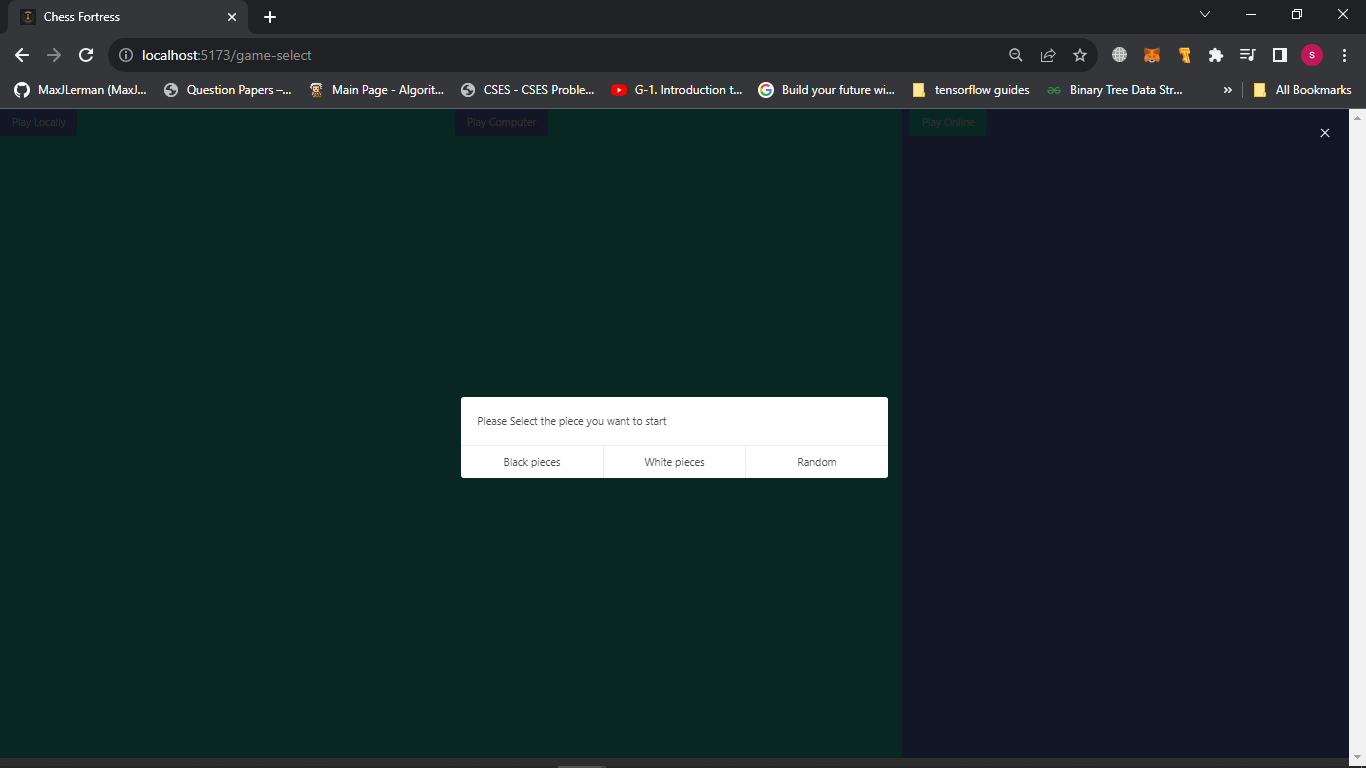 Chess Fortress
localhost:5173/game-select
S
MaxJLerman (MaxJ...
Question Papers –...
Main Page - Algorit...
CSES - CSES Proble...
G-1. Introduction t...
Build your future wi...
tensorflow guides
Binary Tree Data Str...
»
All Bookmarks
Play Locally
Play Computer
Play Online
Please Select the piece you want to start
Black pieces
White pieces
Random